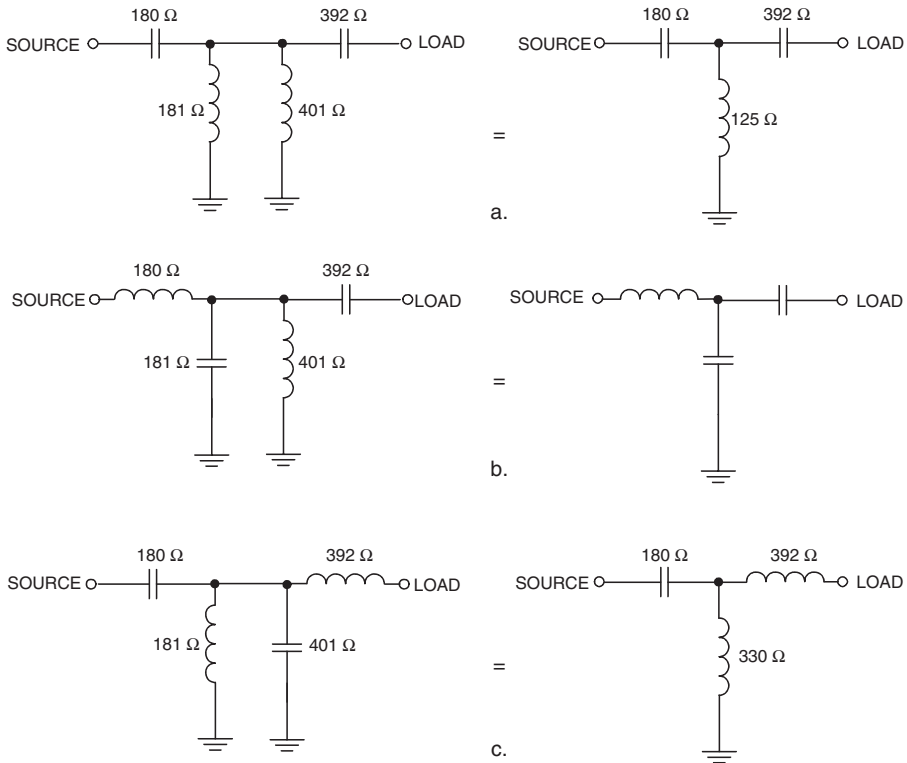 180 Ω 392 Ω 180 Ω 392 Ω
SOURCE LOAD SOURCE LOAD
181 Ω 401 Ω 125 Ω
=
a.
180 Ω 392 Ω
SOURCE LOAD SOURCE LOAD
181 Ω 401 Ω
=
b.
180 Ω 392 Ω 180 Ω 392 Ω
SOURCE LOAD SOURCE LOAD
181 Ω 401 Ω 330 Ω
=
c.